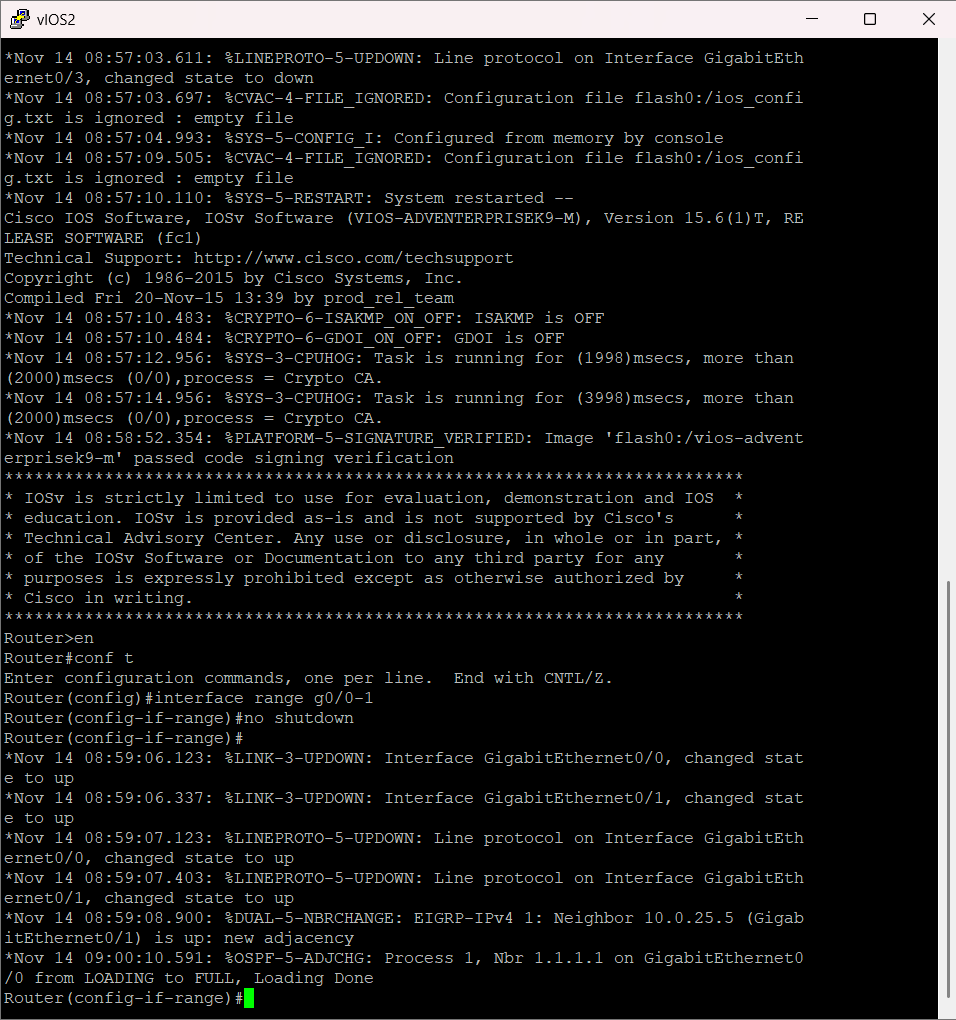 vIOS2
*Nov 14 08:57:03.611: %LINEPROTO-5-UPDOWN: Line protocol on Interface GigabitEth
ernet0/3, changed state to down
*Nov 14 08:57:03.697: %CVAC-4-FILE_IGNORED: Configuration file flash0:/ios_confi
g.txt is ignored : empty file
*Nov 14 08:57:04.993: %SYS-5-CONFIG_I: Configured from memory by console
*Nov 14 08:57:09.505: %CVAC-4-FILE_IGNORED: Configuration file flash0:/ios_confi
g.txt is ignored : empty file
*Nov 14 08:57:10.110: %SYS-5-RESTART: System restarted --
Cisco IOS Software, IOSv Software (VIOS-ADVENTERPRISEK9-M), Version 15.6(1)T, RE
LEASE SOFTWARE (fc1)
Technical Support: http://www.cisco.com/techsupport
Copyright (c) 1986-2015 by Cisco Systems, Inc.
Compiled Fri 20-Nov-15 13:39 by prod_rel_team
*Nov 14 08:57:10.483: %CRYPTO-6-ISAKMP_ON_OFF: ISAKMP is OFF
*Nov 14 08:57:10.484: %CRYPTO-6-GDOI_ON_OFF: GDOI is OFF
*Nov 14 08:57:12.956: %SYS-3-CPUHOG: Task is running for (1998)msecs, more than
(2000)msecs (0/0),process = Crypto CA.
*Nov 14 08:57:14.956: %SYS-3-CPUHOG: Task is running for (3998)msecs, more than
(2000)msecs (0/0),process = Crypto CA.
*Nov 14 08:58:52.354: %PLATFORM-5-SIGNATURE_VERIFIED: Image 'flash0:/vios-advent
erprisek9-m' passed code signing verification
**************************************************************************
* IOSv is strictly limited to use for evaluation, demonstration and IOS  *
* education. IOSv is provided as-is and is not supported by Cisco's      *
* Technical Advisory Center. Any use or disclosure, in whole or in part, *
* of the IOSv Software or Documentation to any third party for any       *
* purposes is expressly prohibited except as otherwise authorized by     *
* Cisco in writing.                                                      *
**************************************************************************
Router>en
Router#conf t
Enter configuration commands, one per line.  End with CNTL/Z.
Router(config)#interface range g0/0-1
Router(config-if-range)#no shutdown
Router(config-if-range)#
*Nov 14 08:59:06.123: %LINK-3-UPDOWN: Interface GigabitEthernet0/0, changed stat
e to up
*Nov 14 08:59:06.337: %LINK-3-UPDOWN: Interface GigabitEthernet0/1, changed stat
e to up
*Nov 14 08:59:07.123: %LINEPROTO-5-UPDOWN: Line protocol on Interface GigabitEth
ernet0/0, changed state to up
*Nov 14 08:59:07.403: %LINEPROTO-5-UPDOWN: Line protocol on Interface GigabitEth
ernet0/1, changed state to up
*Nov 14 08:59:08.900: %DUAL-5-NBRCHANGE: EIGRP-IPv4 1: Neighbor 10.0.25.5 (Gigab
itEthernet0/1) is up: new adjacency
*Nov 14 09:00:10.591: %OSPF-5-ADJCHG: Process 1, Nbr 1.1.1.1 on GigabitEthernet0
/0 from LOADING to FULL, Loading Done
Router(config-if-range)#